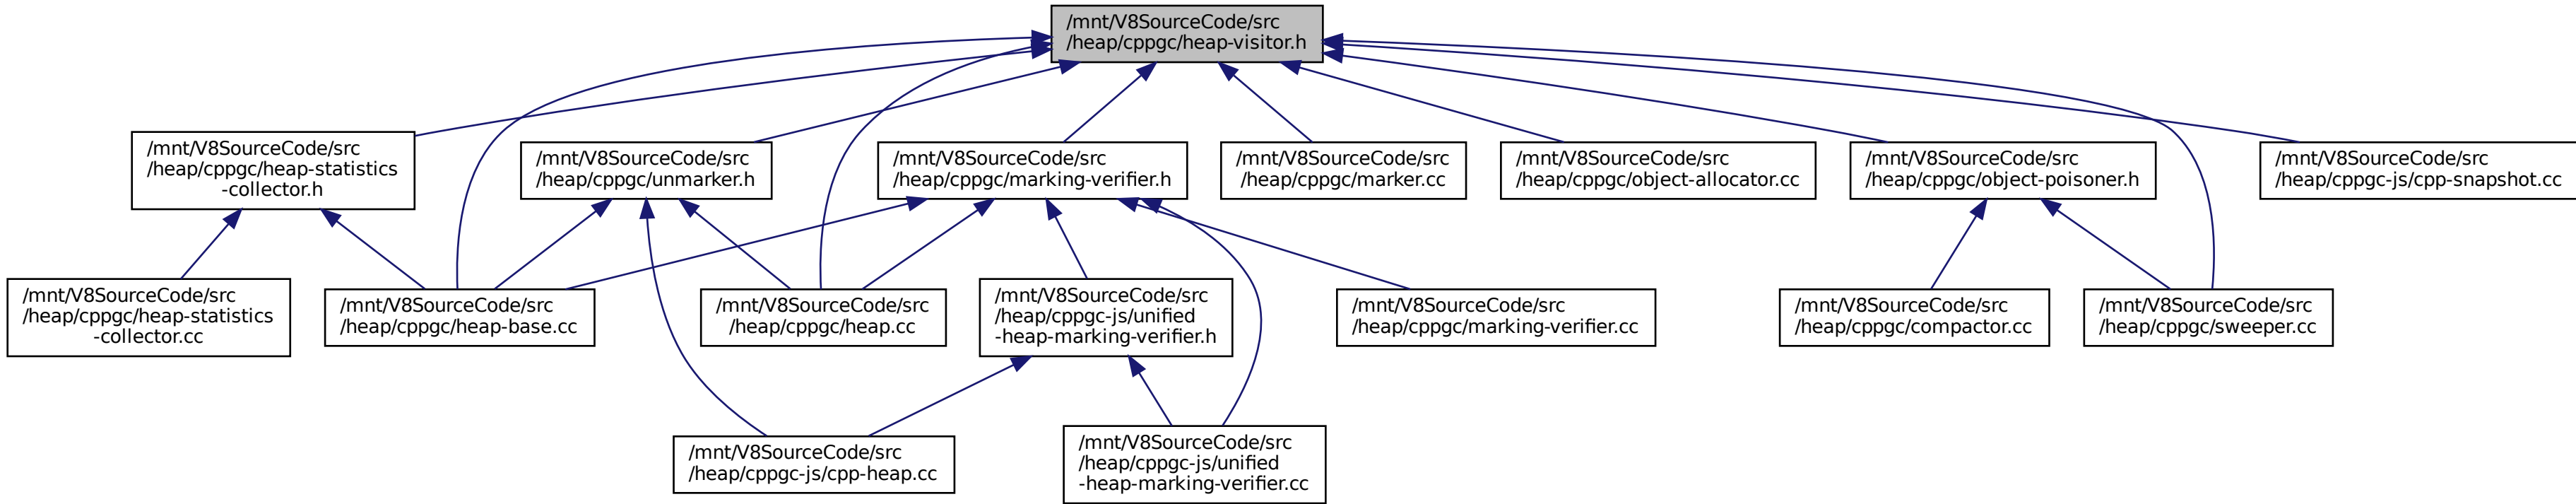 /mnt/V8SourceCode/src
/heap/cppgc/heap-visitor.h
/mnt/V8SourceCode/src
/heap/cppgc/heap-statistics
-collector.h
/mnt/V8SourceCode/src
/heap/cppgc/unmarker.h
/mnt/V8SourceCode/src
/heap/cppgc/marking-verifier.h
/mnt/V8SourceCode/src
/heap/cppgc/marker.cc
/mnt/V8SourceCode/src
/heap/cppgc/object-allocator.cc
/mnt/V8SourceCode/src
/heap/cppgc/object-poisoner.h
/mnt/V8SourceCode/src
/heap/cppgc-js/cpp-snapshot.cc
/mnt/V8SourceCode/src
/heap/cppgc/heap-statistics
-collector.cc
/mnt/V8SourceCode/src
/heap/cppgc/heap-base.cc
/mnt/V8SourceCode/src
/heap/cppgc/heap.cc
/mnt/V8SourceCode/src
/heap/cppgc-js/unified
-heap-marking-verifier.h
/mnt/V8SourceCode/src
/heap/cppgc/marking-verifier.cc
/mnt/V8SourceCode/src
/heap/cppgc/compactor.cc
/mnt/V8SourceCode/src
/heap/cppgc/sweeper.cc
/mnt/V8SourceCode/src
/heap/cppgc-js/cpp-heap.cc
/mnt/V8SourceCode/src
/heap/cppgc-js/unified
-heap-marking-verifier.cc